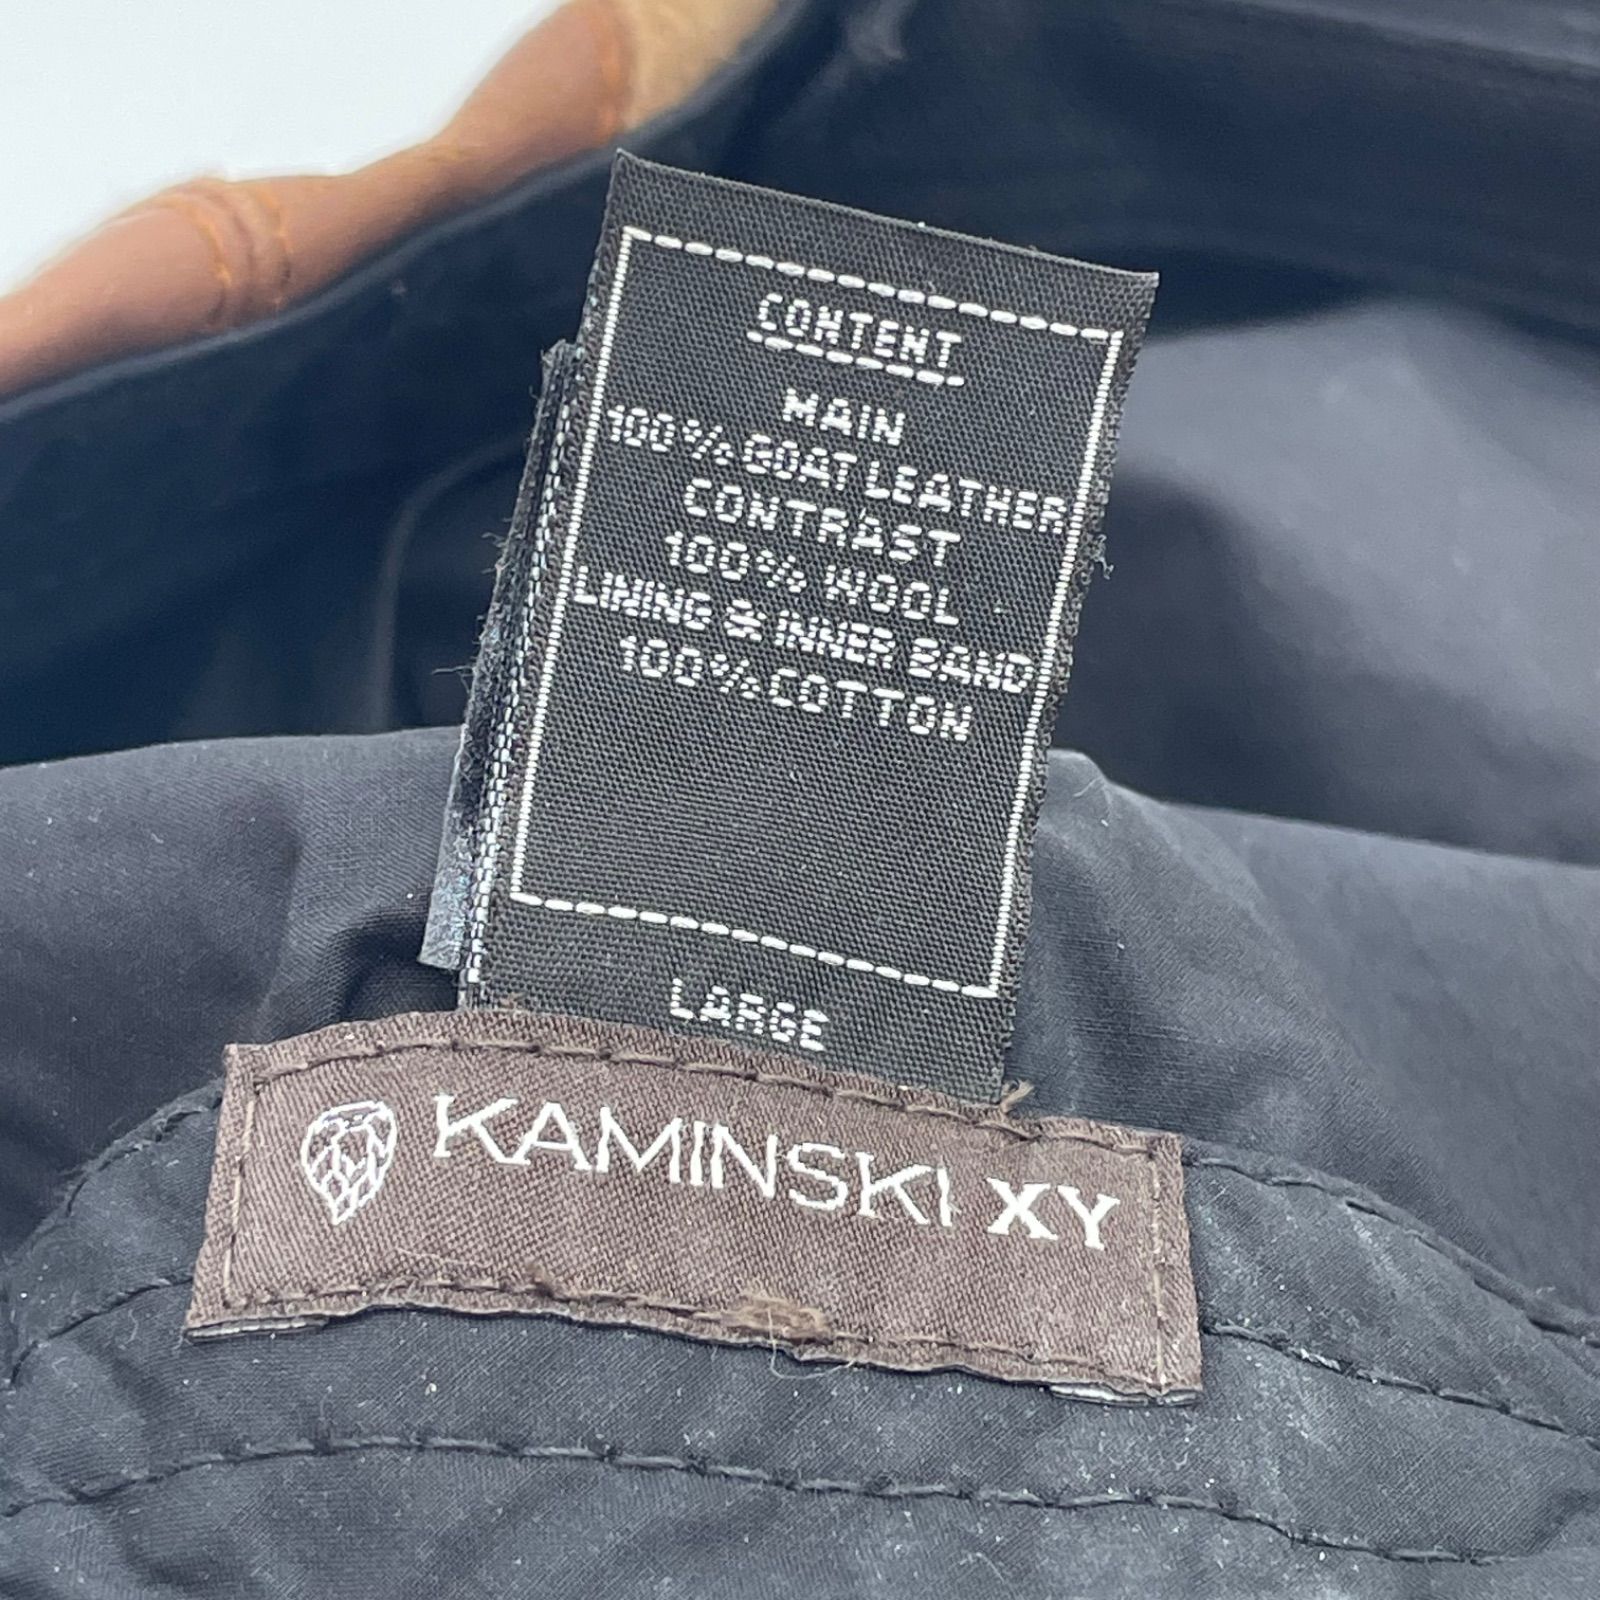 CONTENT
MAIN
100% GOAT LEATHER
CONTRAST
100% WOOL
LINING & INNER BAND
100% COTTON
LARGE
KAMINSKI XY